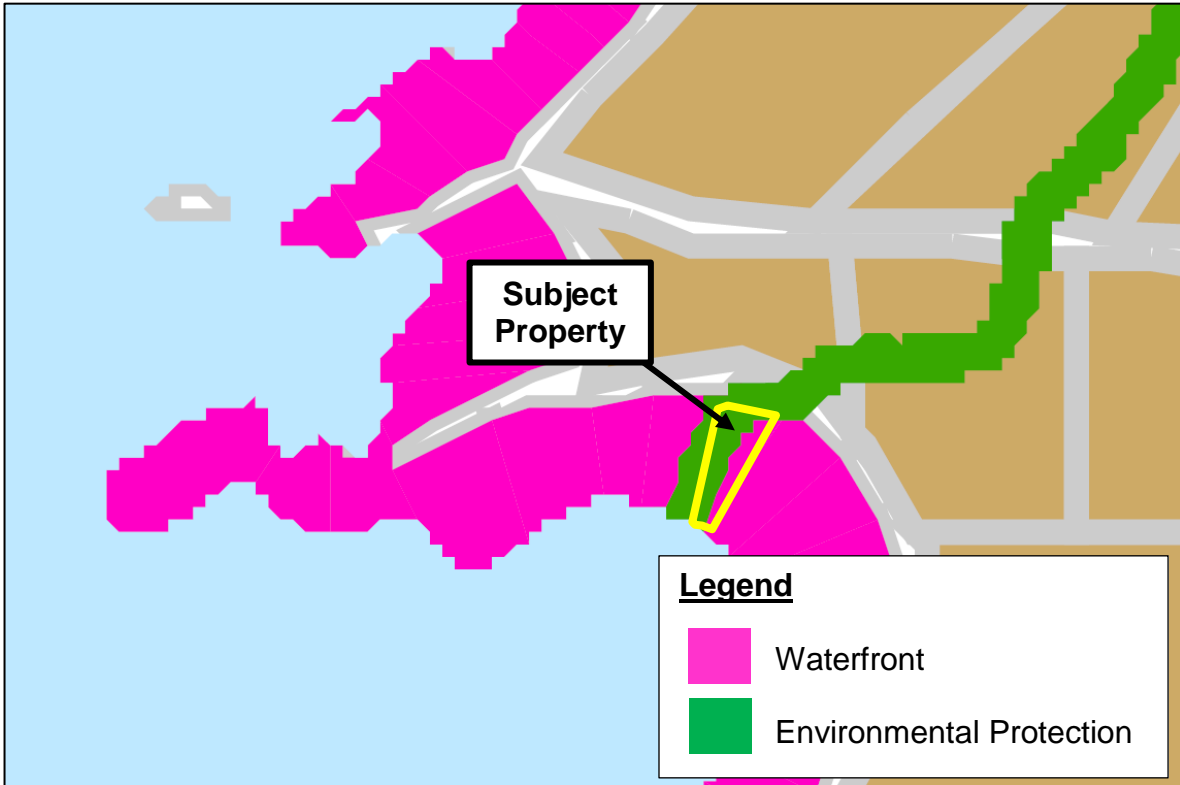 Subject
Property
Legend
Waterfront
Environmental Protection